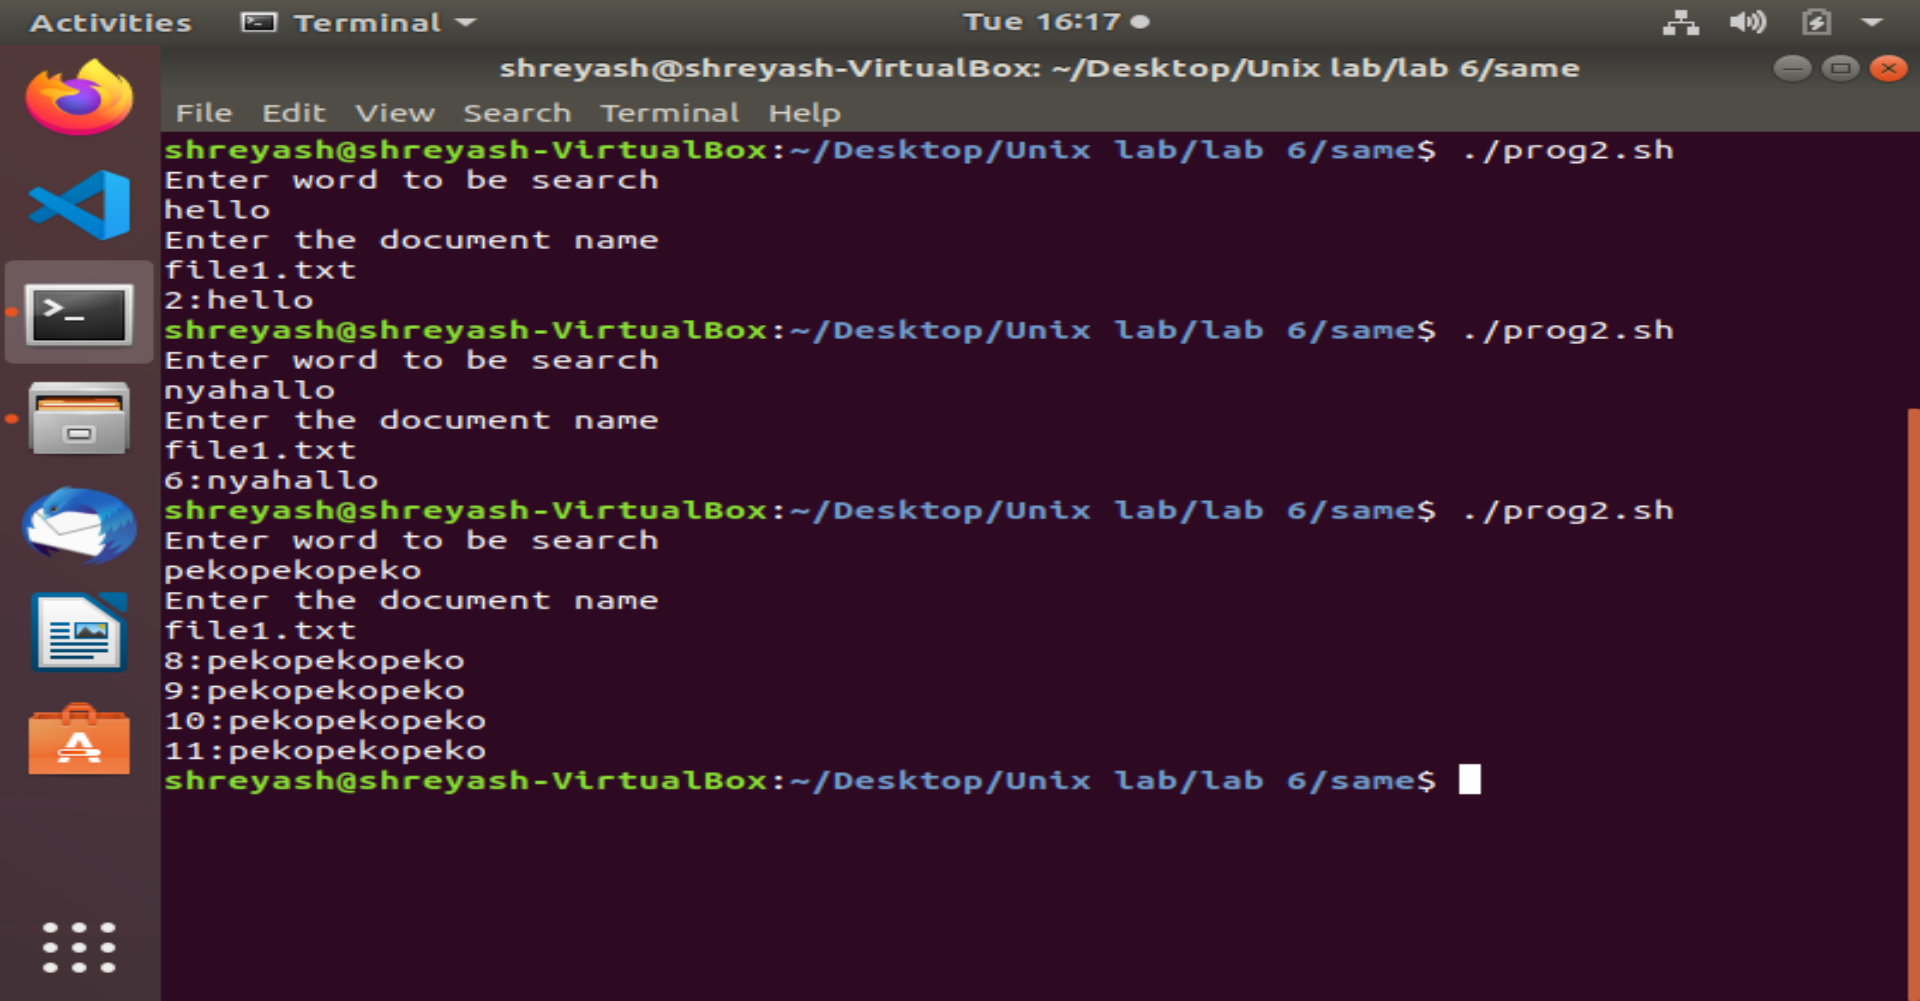 Activities Terminal Tue 16:17
shreyash@shreyash-VirtualBox: ~/Desktop/Unix lab/lab 6/same
File Edit View Search Terminal Help
shreyash@shreyash-VirtualBox:~/Desktop/Unix lab/lab 6/same$ ./prog2.sh
Enter word to be search
hello
Enter the document name
file1.txt
2:hello
shreyash@shreyash-VirtualBox:~/Desktop/Unix lab/lab 6/same$ ./prog2.sh
Enter word to be search
nyahallo
Enter the document name
file1.txt
6:nyahallo
shreyash@shreyash-VirtualBox:~/Desktop/Unix lab/lab 6/same$ ./prog2.sh
Enter word to be search
pekopekopeko
Enter the document name
file1.txt
8:pekopekopeko
9:pekopekopeko
10:pekopekopeko
11:pekopekopeko
shreyash@shreyash-VirtualBox:~/Desktop/Unix lab/lab 6/same$